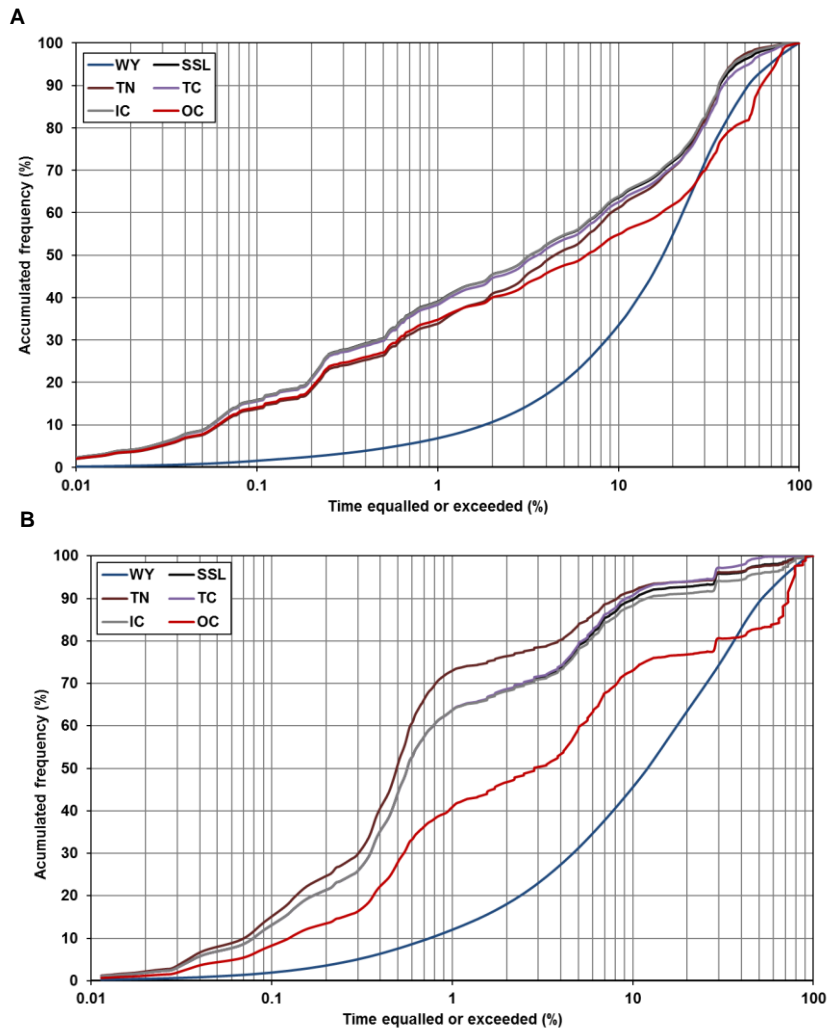 A
100
90
80
70
60
50
40
30
20
10
0
Accumulated frequency (%)
WY SSL
TN TC
IC OC
0.01 0.1 1 10 100
Time equalled or exceeded (%)
B
100
90
80
70
60
50
40
30
20
10
0
Acumulated frequency (%)
WY SSL
TN TC
IC OC
0.01 0.1 1 10 100
Time equalled or exceeded (%)